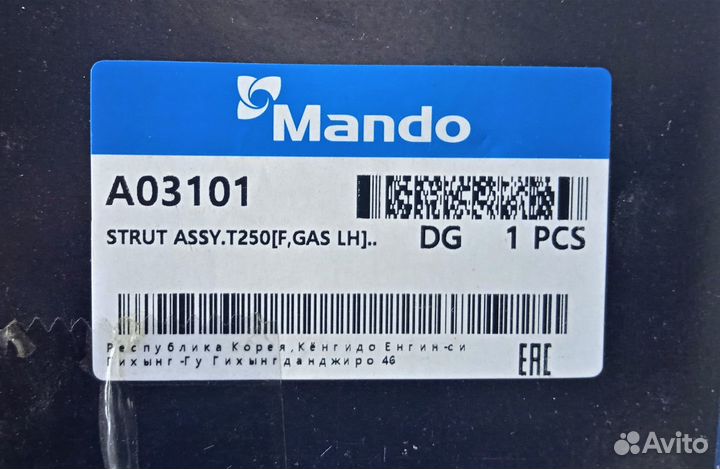 Mando
A03101
STRUT ASSY.T250[F,GAS LH]..
DG 1 PCS
Республика Корея,Кёнгидо Енгин-си
Гихынг-Гу Гихынгданджиро 46
EAC
Avito